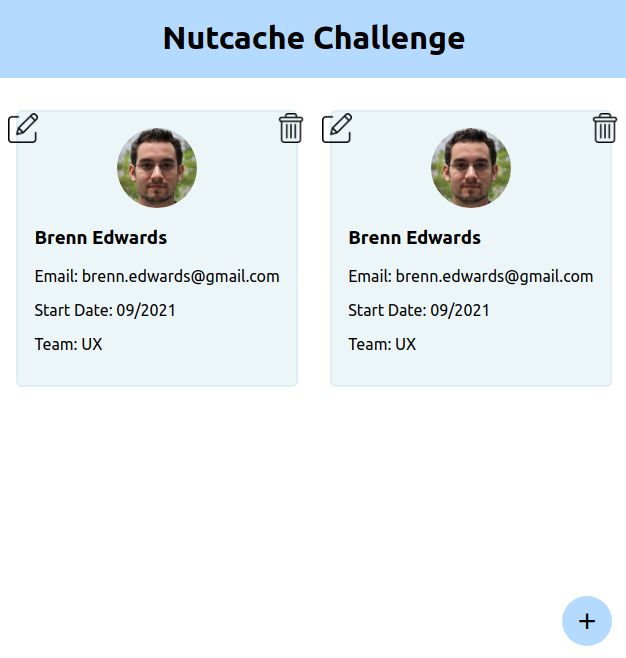 Nutcache Challenge
Brenn Edwards
Email: brenn.edwards@gmail.com
Start Date: 09/2021
Team: UX
Brenn Edwards
Email: brenn.edwards@gmail.com
Start Date: 09/2021
Team: UX
+